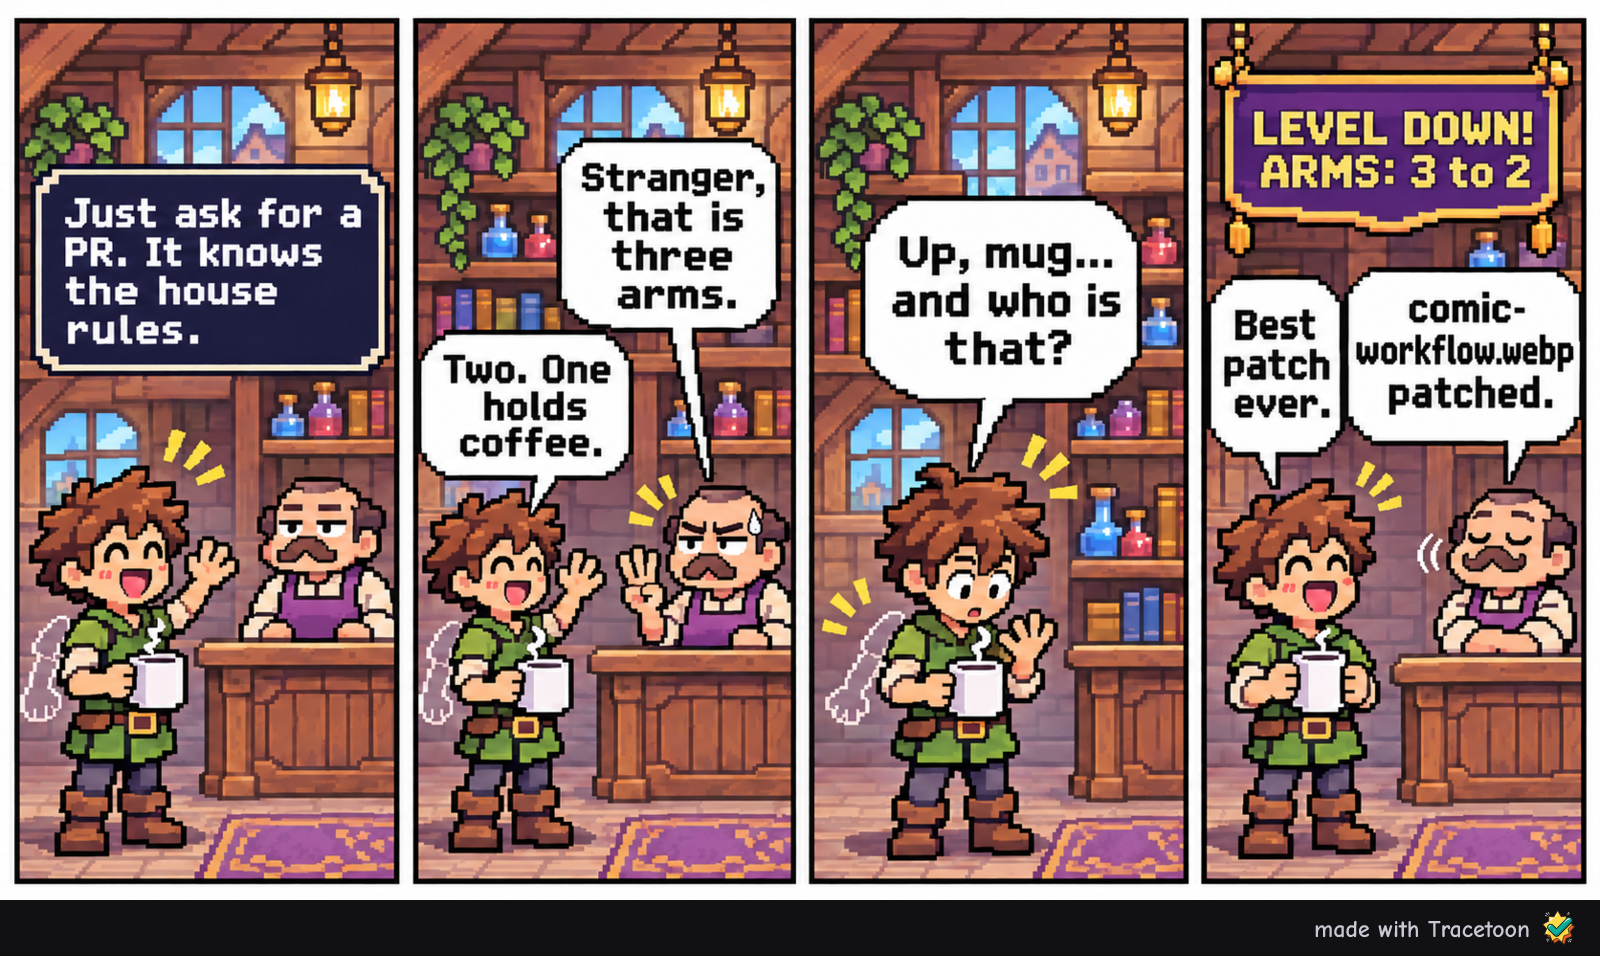 Just ask for a
PR. It knows
the house
rules.
Stranger,
that is
three
arms.
Two. One
holds
coffee.
Up, mug...
and who is
that?
LEVEL DOWN!
ARMS: 3 to 2
Best
patch
ever.
comic-
workflow.webp
patched.
made with Tracetoon